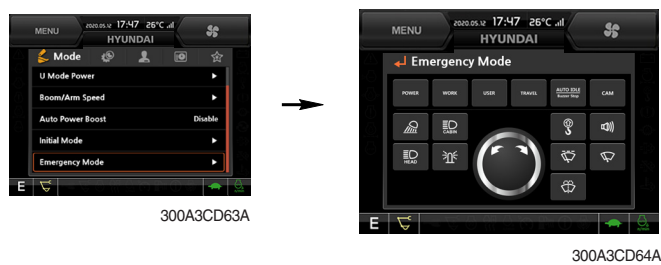 MENU
2020.05.12 17:47 26°C .ıl
HYUNDAI
Mode
U Mode Power
Boom/Arm Speed
Auto Power Boost Disable
Initial Mode
Emergency Mode
E
300A3CD63A
MENU
2020.05.12 17:47 26°C .ıl
HYUNDAI
Emergency Mode
POWER WORK USER TRAVEL AUTO IDLE CAM
Buzzer Stop
CABIN
HEAD
E
300A3CD64A